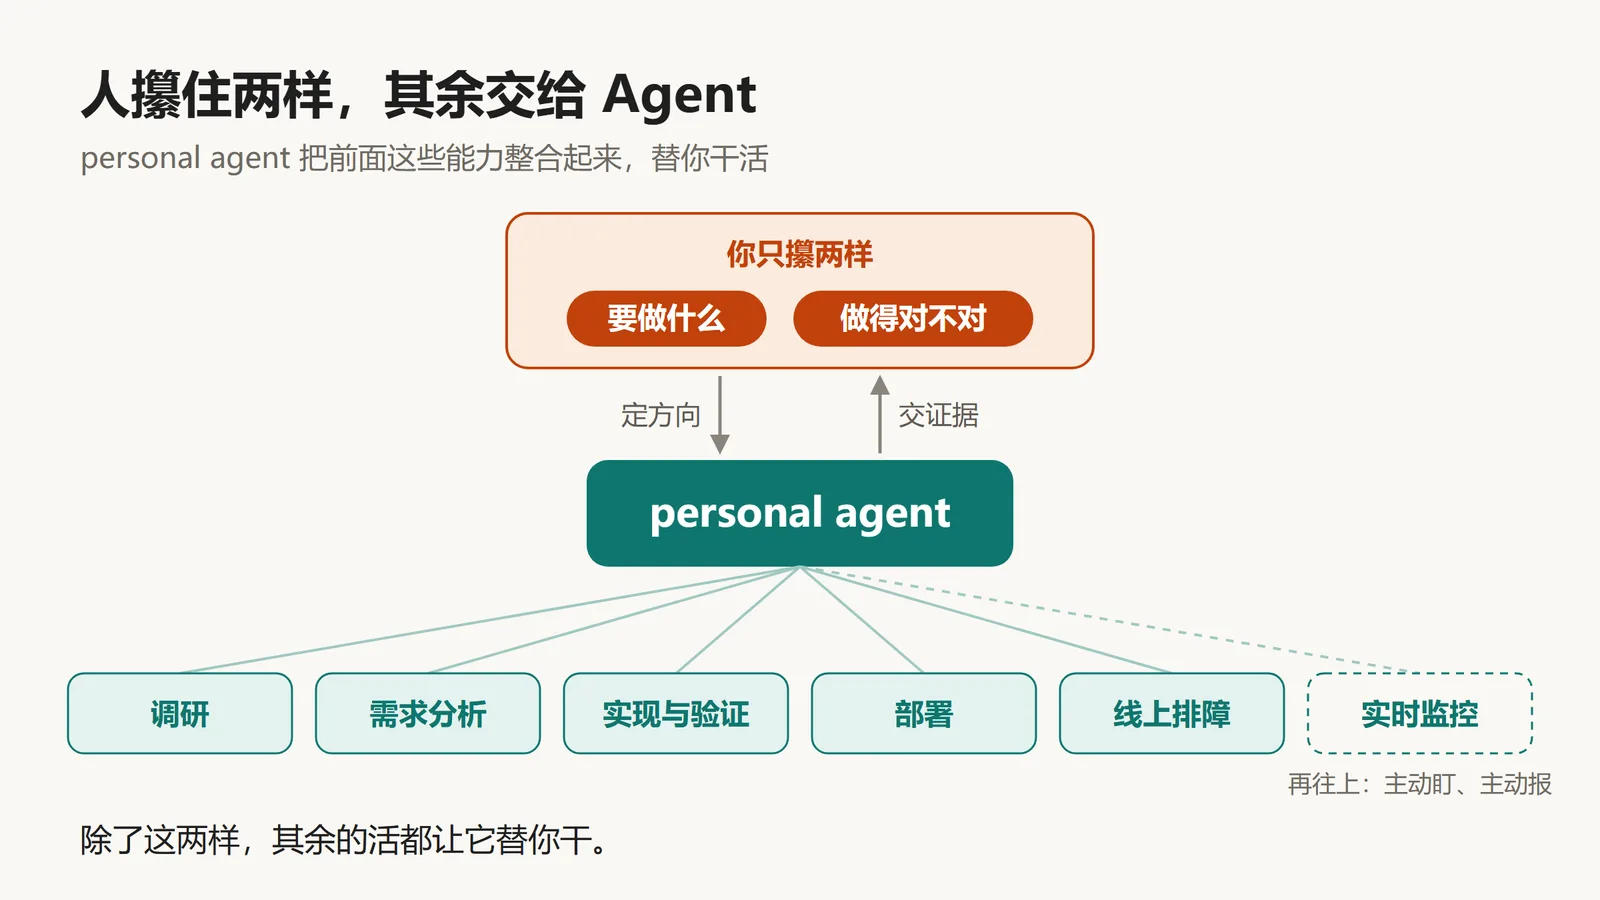 人攥住两样，其余交给 Agent
personal agent 把前面这些能力整合起来，替你干活
你只攥两样
要做什么
做得对不对
定方向
交证据
personal agent
调研
需求分析
实现与验证
部署
线上排障
实时监控
再往上：主动盯、主动报
除了这两样，其余的活都让它替你干。